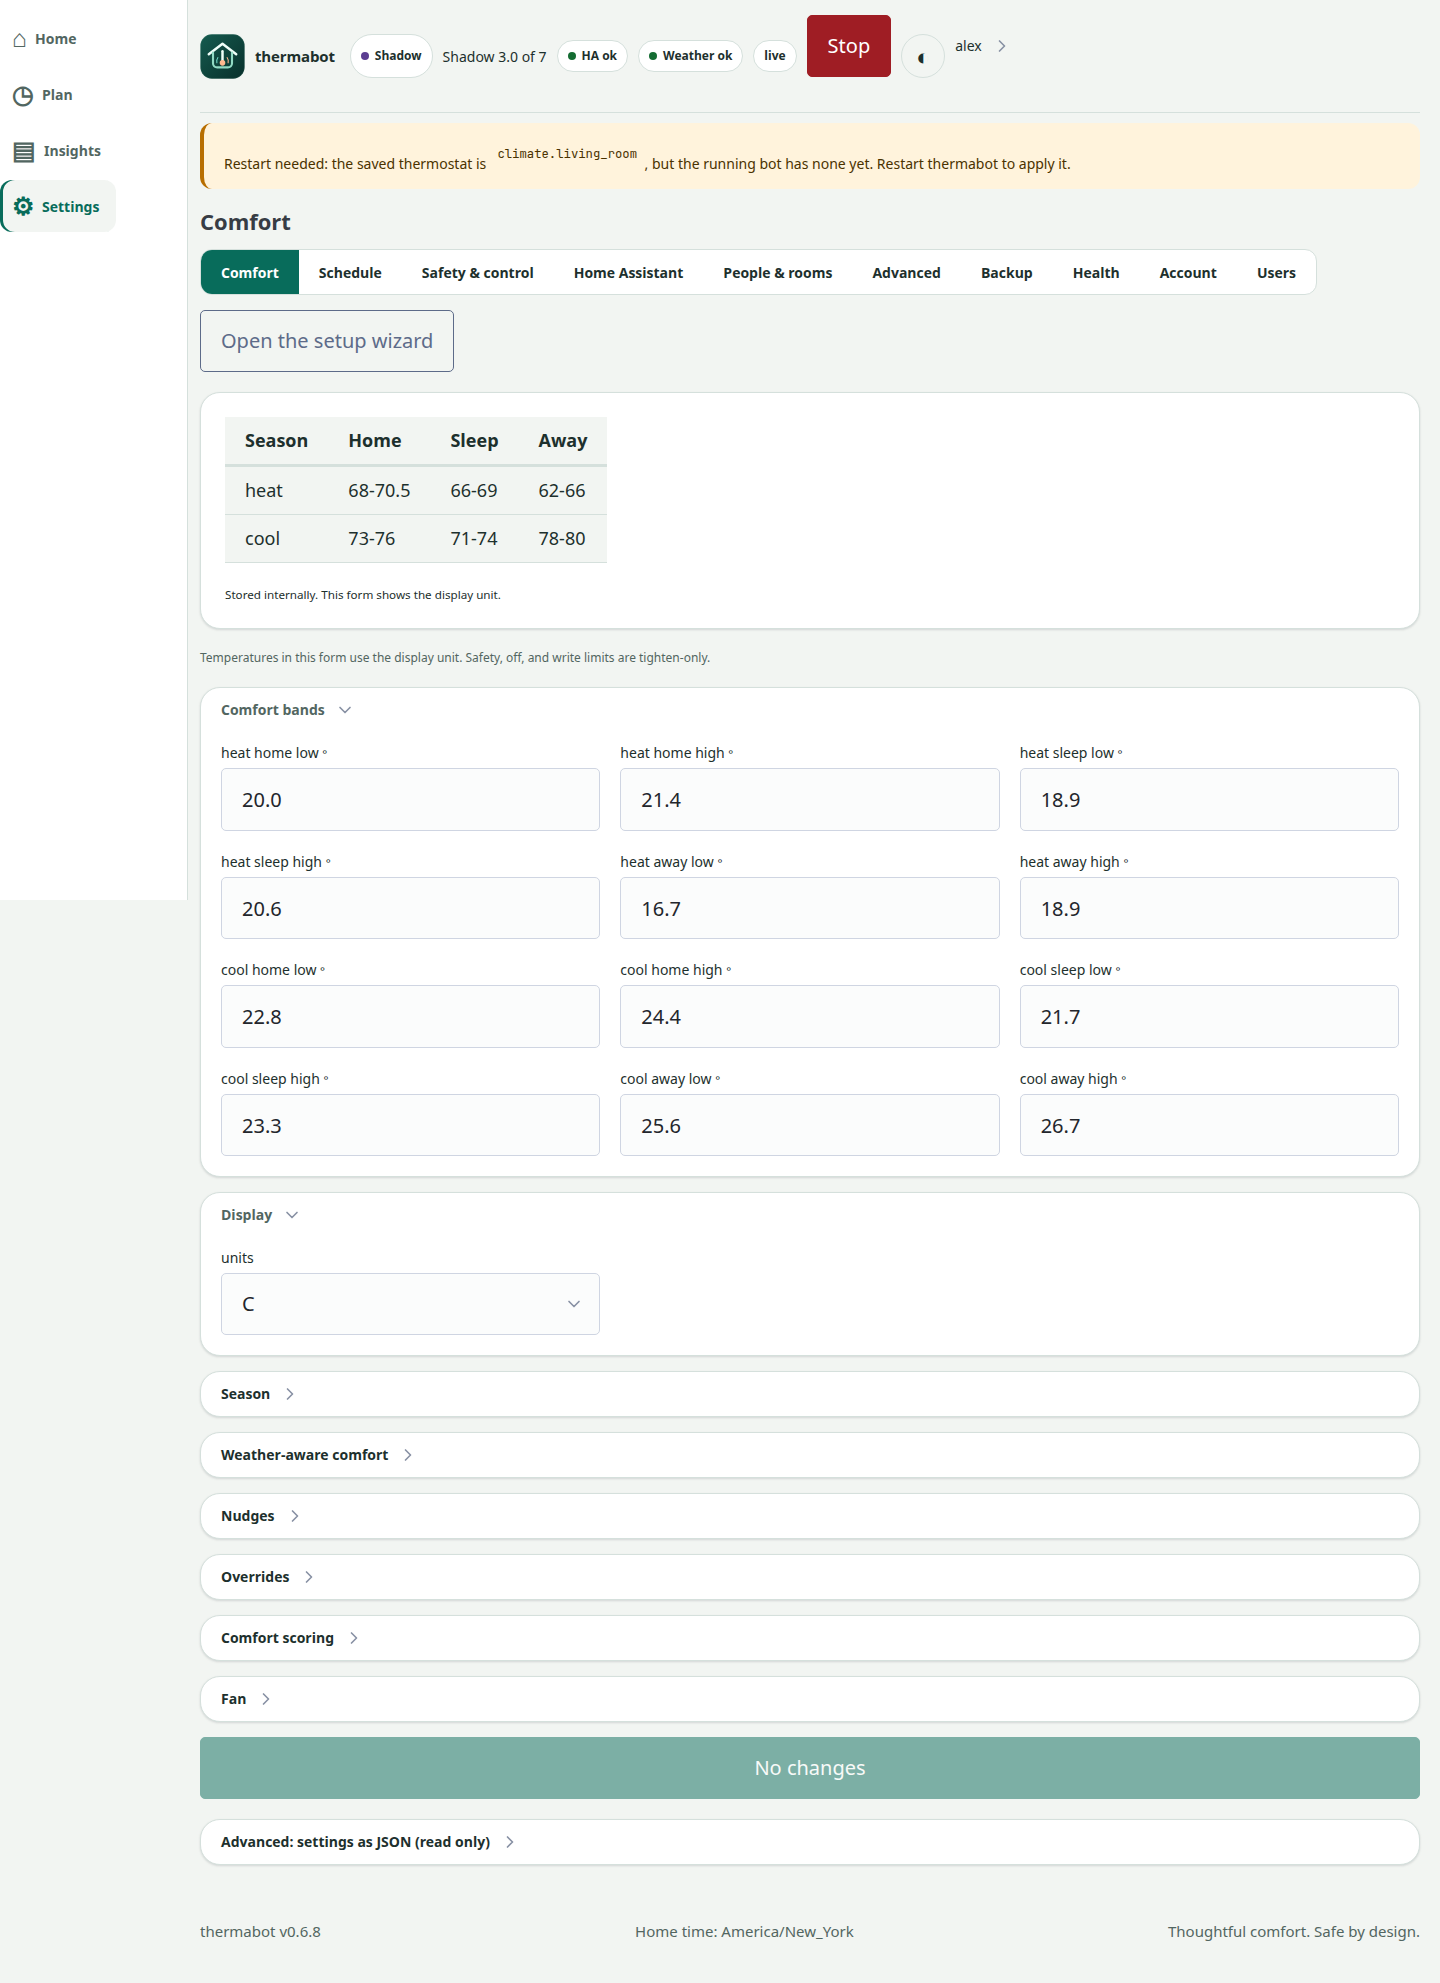 Home
Plan
Insights
Settings
thermabot
Shadow
Shadow 3.0 of 7
HA ok
Weather ok
live
Stop
alex
Restart needed: the saved thermostat is climate.living_room , but the running bot has none yet. Restart thermabot to apply it.
Comfort
Comfort Schedule Safety & control Home Assistant People & rooms Advanced Backup Health Account Users
Open the setup wizard
Season Home Sleep Away
heat 68-70.5 66-69 62-66
cool 73-76 71-74 78-80
Stored internally. This form shows the display unit.
Temperatures in this form use the display unit. Safety, off, and write limits are tighten-only.
Comfort bands
heat home low ° heat home high ° heat sleep low °
20.0 21.4 18.9
heat sleep high ° heat away low ° heat away high °
20.6 16.7 18.9
cool home low ° cool home high ° cool sleep low °
22.8 24.4 21.7
cool sleep high ° cool away low ° cool away high °
23.3 25.6 26.7
Display
units
C
Season
Weather-aware comfort
Nudges
Overrides
Comfort scoring
Fan
No changes
Advanced: settings as JSON (read only)
thermabot v0.6.8 Home time: America/New_York Thoughtful comfort. Safe by design.